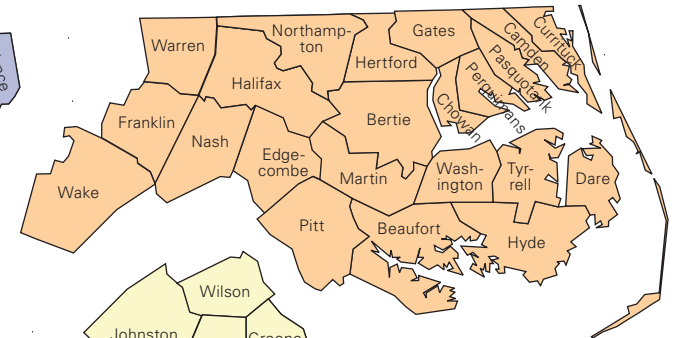 Warren
Northamp-
ton
Gates
Camden
Currituck
Hertford
Pasquotank
Halifax
Perquimans
Chowan
Franklin
Bertie
Nash
Edge-
combe
Martin
Wash-
ington
Tyr-
rell
Dare
Wake
Pitt
Beaufort
Hyde
Wilson
Johnston
Greene